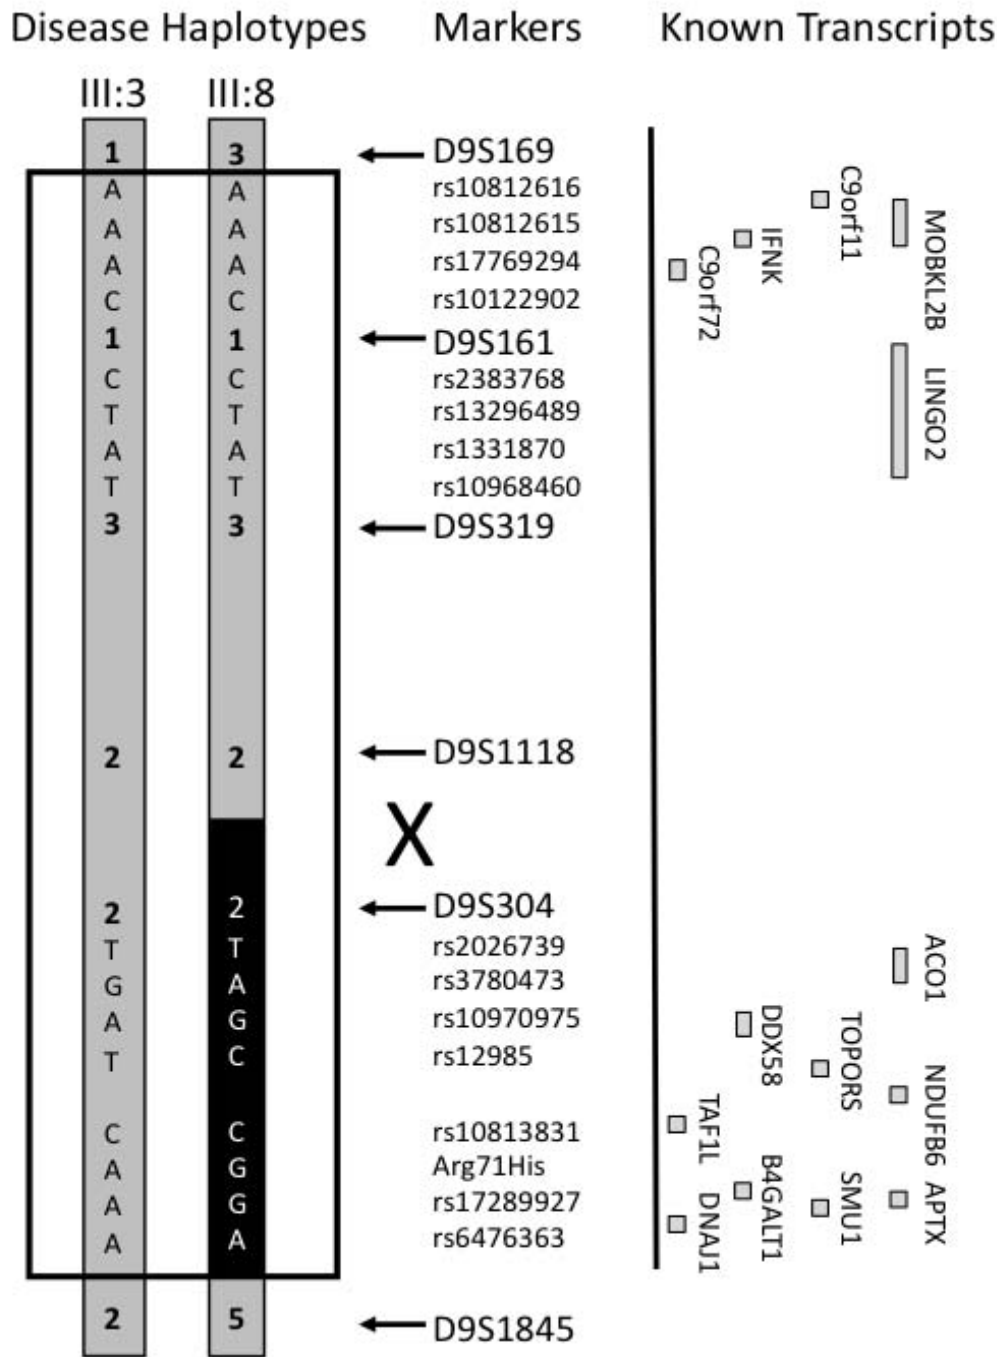 Disease Haplotypes Markers Known Transcripts
III:3 III:8
1 3 D9S169
A A rs10812616
A A rs10812615
A A rs17769294
C C rs10122902
1 1 D9S161
C C rs2383768
T T rs13296489
A A rs1331870
T T rs10968460
3 3 D9S319
2 2 D9S1118
X
2 2 D9S304
T T rs2026739
G A rs3780473
A G rs10970975
T C rs12985
C C rs10813831
A G Arg71His
A G rs17289927
A A rs6476363
2 5 D9S1845
C9orf72
IFNK
C9orf11
MOBKL2B
LINGO2
ACO1
DDX58
TOPORS
NDUFB6
TAF1L
B4GALT1
SMU1
APTX
DNAJ1